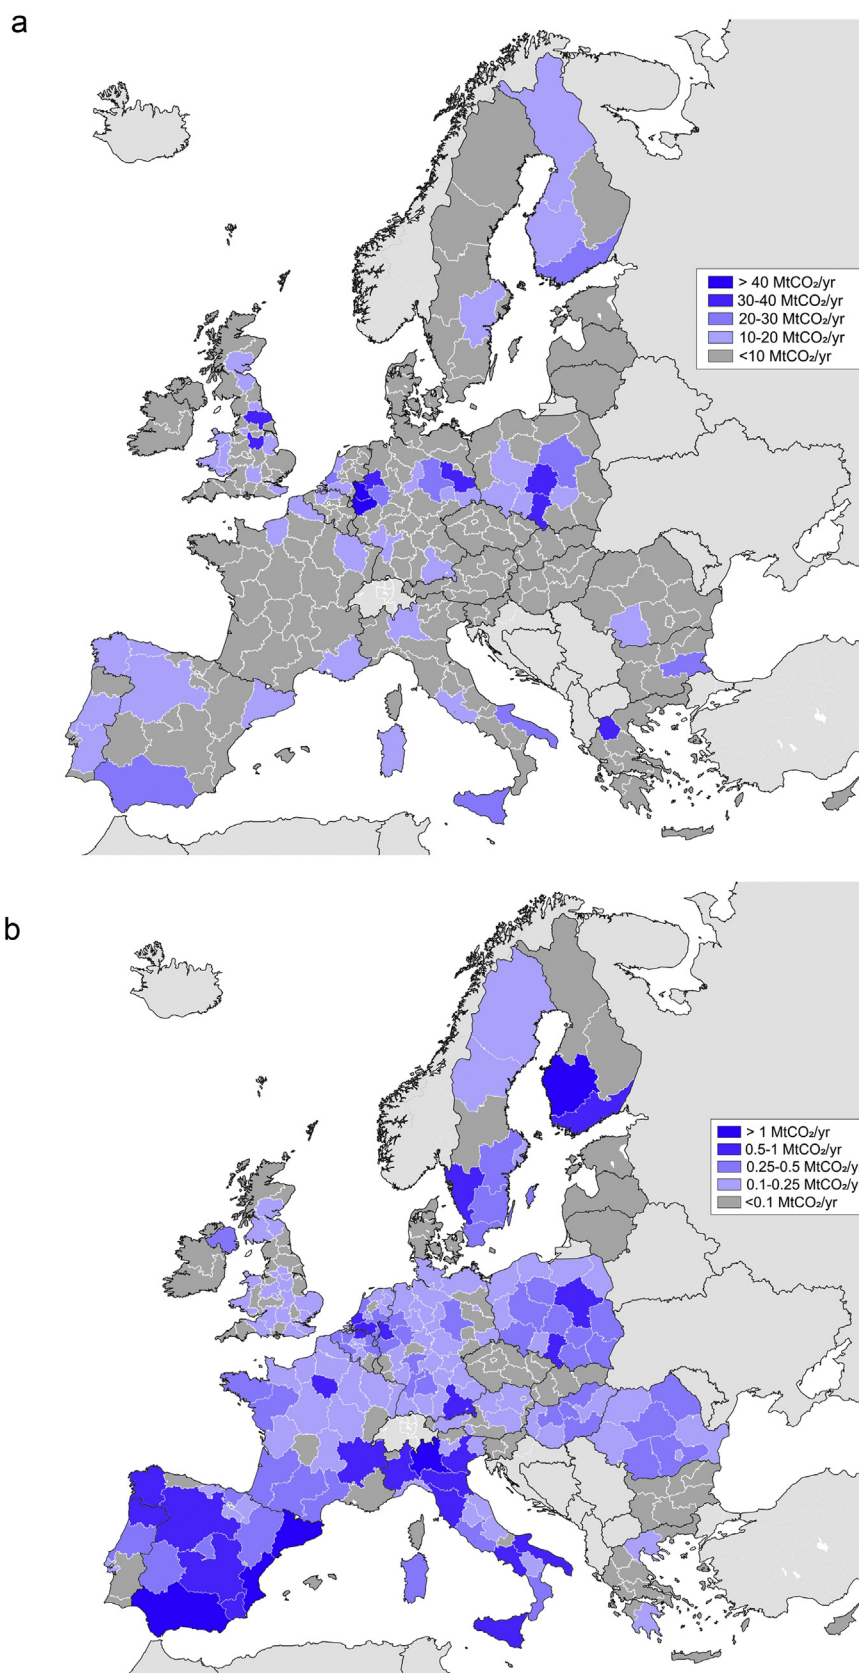 a
> 40 MtCO₂/yr
30-40 MtCO₂/yr
20-30 MtCO₂/yr
10-20 MtCO₂/yr
<10 MtCO₂/yr
b
> 1 MtCO₂/yr
0.5-1 MtCO₂/yr
0.25-0.5 MtCO₂/yr
0.1-0.25 MtCO₂/yr
<0.1 MtCO₂/yr